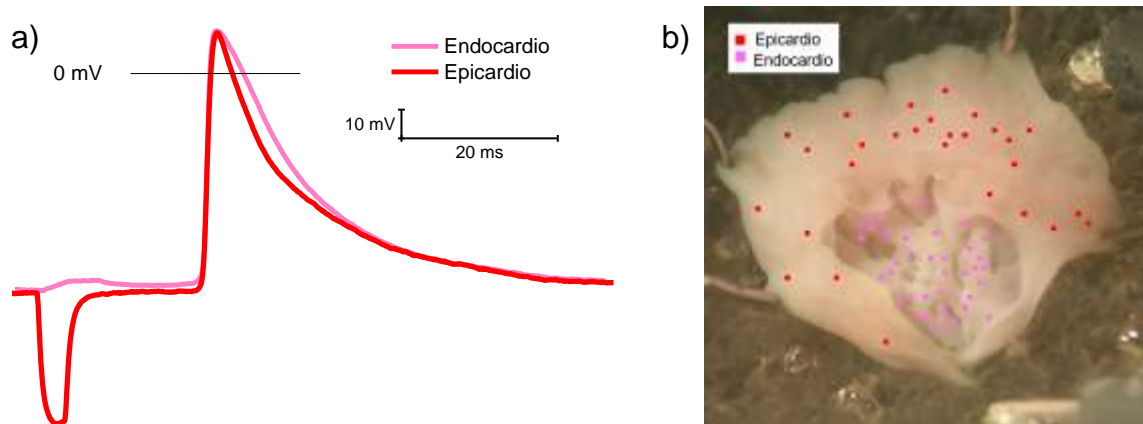 a)
Endocardio
Epicardio
0 mV
10 mV
20 ms
b)
Epicardio
Endocardio